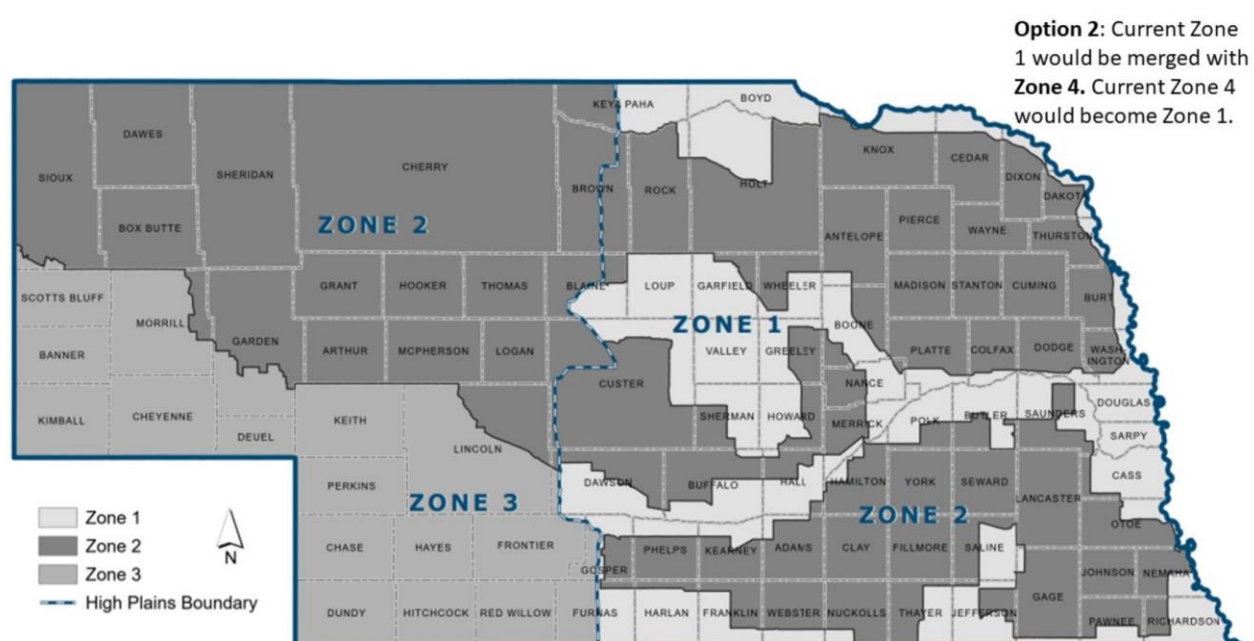 Option 2: Current Zone
1 would be merged with
Zone 4. Current Zone 4
would become Zone 1.
KEYA PAHA
BOYD
DAWES
CHERRY
KNOX
CEDAR
SIOUX
SHERIDAN
BROWN
ROCK
HOLT
DIXON
DAKOTA
BOX BUTTE
ZONE 2
PIERCE
WAYNE
THURSTON
ANTELOPE
SCOTTS BLUFF
GRANT
HOOKER
THOMAS
BLAINE
LOUP
GARFIELD
WHEELER
MADISON
STANTON
CUMING
BURT
MORRILL
ZONE 1
BOONE
BANNER
GARDEN
ARTHUR
MCPHERSON
LOGAN
VALLEY
GREELEY
PLATTE
COLFAX
DODGE
WASH-
INGTON
CUSTER
NANCE
KIMBALL
CHEYENNE
KEITH
SHERMAN
HOWARD
MERRICK
POLK
BUTLER
SAUNDERS
DOUGLAS
DEUEL
LINCOLN
SARPY
PERKINS
DAWSON
BUFFALO
HALL
HAMILTON
YORK
SEWARD
CASS
LANCASTER
ZONE 3
ZONE 2
OTOE
Zone 1
Zone 2
Zone 3
High Plains Boundary
N
CHASE
HAYES
FRONTIER
GOSPER
PHELPS
KEARNEY
ADAMS
CLAY
FILLMORE
SALINE
JOHNSON
NEMAHA
GAGE
DUNDY
HITCHCOCK
RED WILLOW
FURNAS
HARLAN
FRANKLIN
WEBSTER
NUCKOLLS
THAYER
JEFFERSON
PAWNEE
RICHARDSON